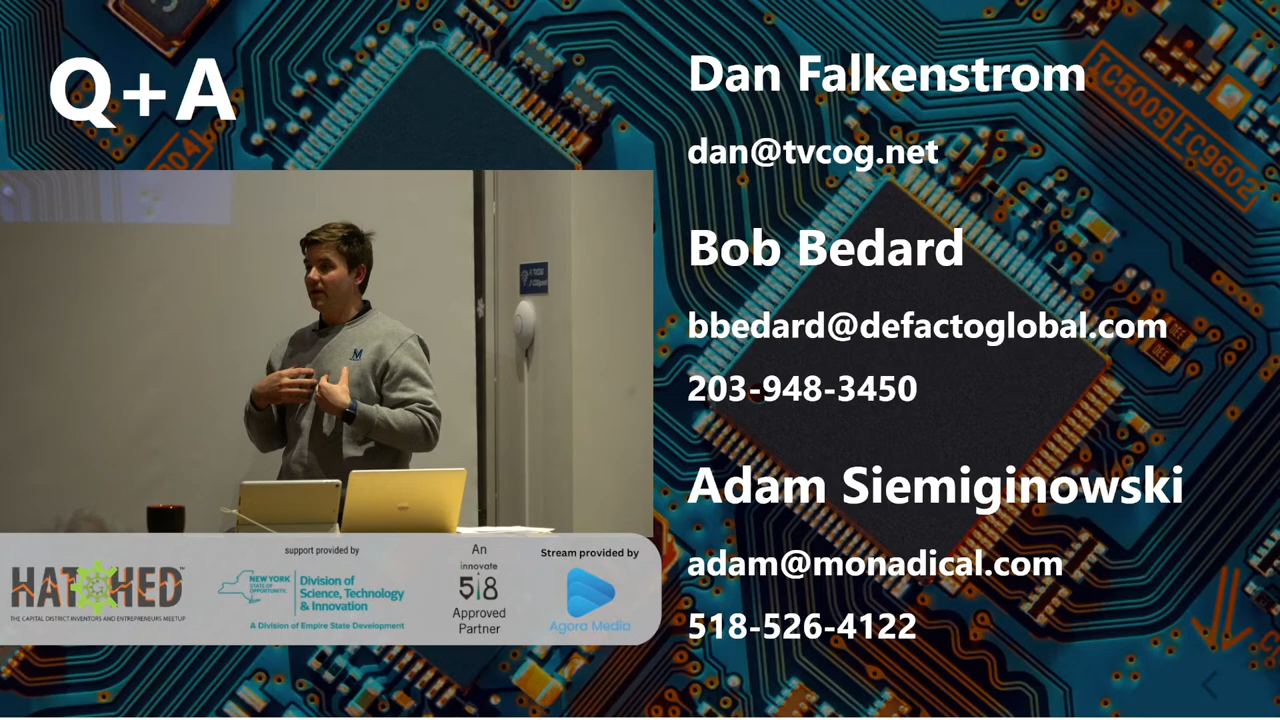 Q+A
Dan Falkenstrom
dan@tvcog.net
Bob Bedard
bbedard@defactoglobal.com
203-948-3450
Adam Siemiginowski
adam@monadical.com
518-526-4122
IC5009
IC9602
M
HATCHED
THE CAPITAL DISTRICT INVENTORS AND ENTREPRENEURS MEETUP
support provided by
NEW YORK
STATE OF
OPPORTUNITY.
Division of
Science, Technology
& Innovation
A Division of Empire State Development
An
innovate
518
Approved
Partner
Stream provided by
Agora Media